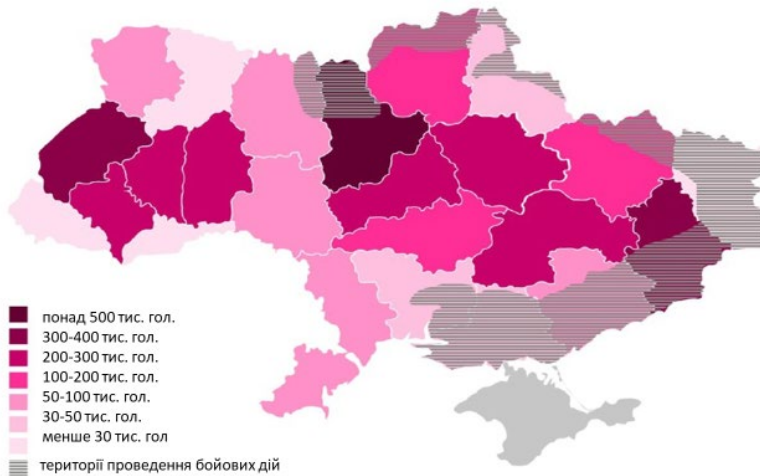 понад 500 тис. гол.
300-400 тис. гол.
200-300 тис. гол.
100-200 тис. гол.
50-100 тис. гол.
30-50 тис. гол.
менше 30 тис. гол
території проведення бойових дій